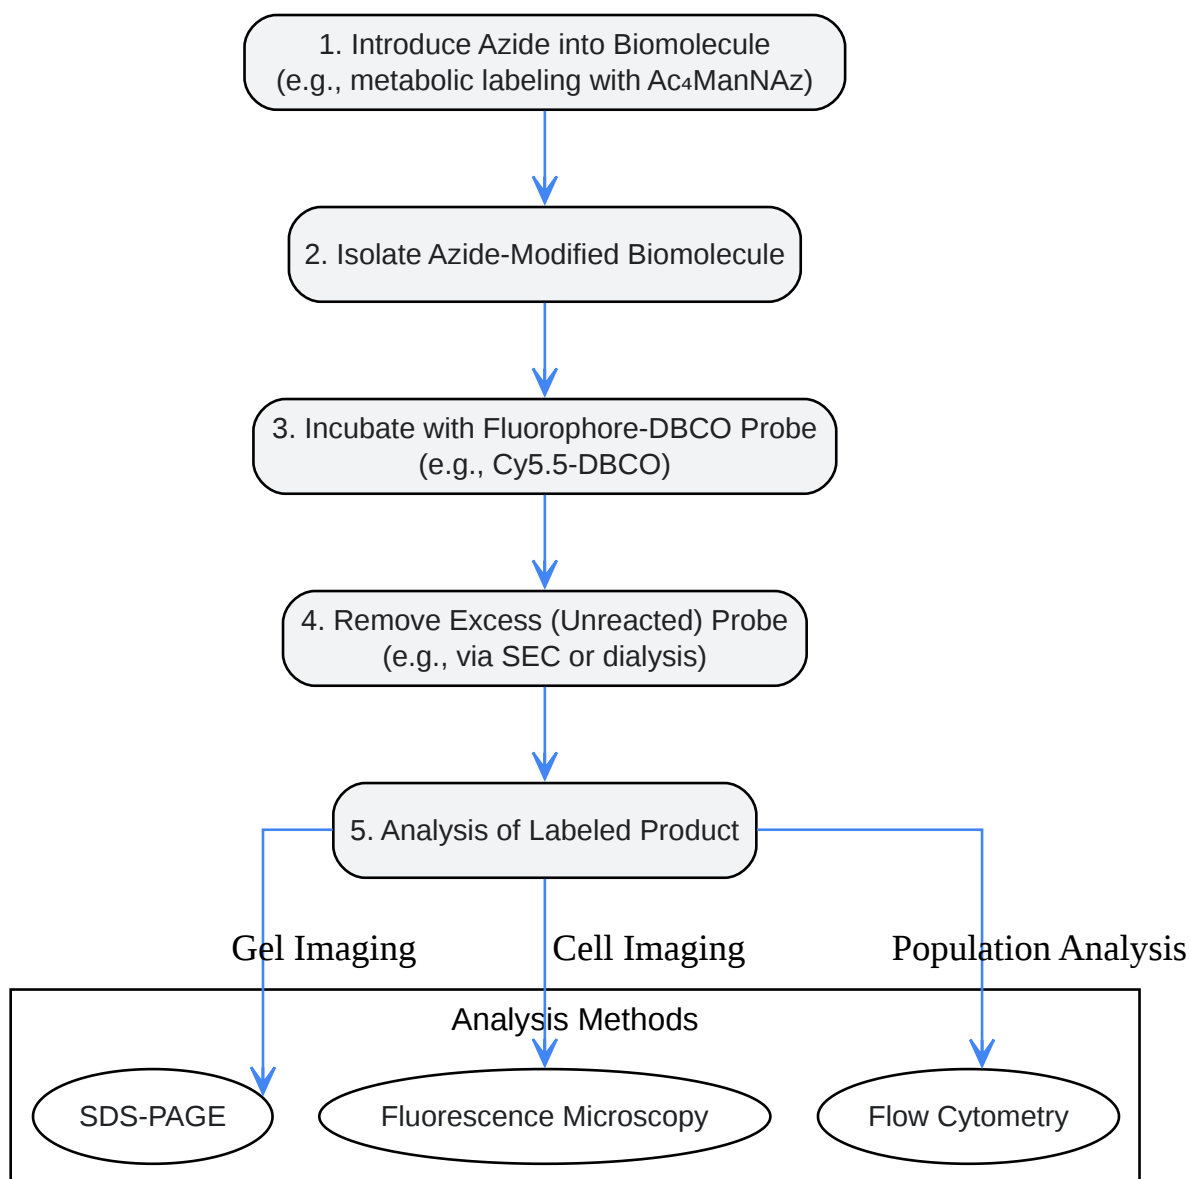 1. Introduce Azide into Biomolecule
(e.g., metabolic labeling with Ac₄ManNAz)
2. Isolate Azide-Modified Biomolecule
3. Incubate with Fluorophore-DBCO Probe
(e.g., Cy5.5-DBCO)
4. Remove Excess (Unreacted) Probe
(e.g., via SEC or dialysis)
5. Analysis of Labeled Product
Gel Imaging
Cell Imaging
Population Analysis
Analysis Methods
SDS-PAGE
Fluorescence Microscopy
Flow Cytometry